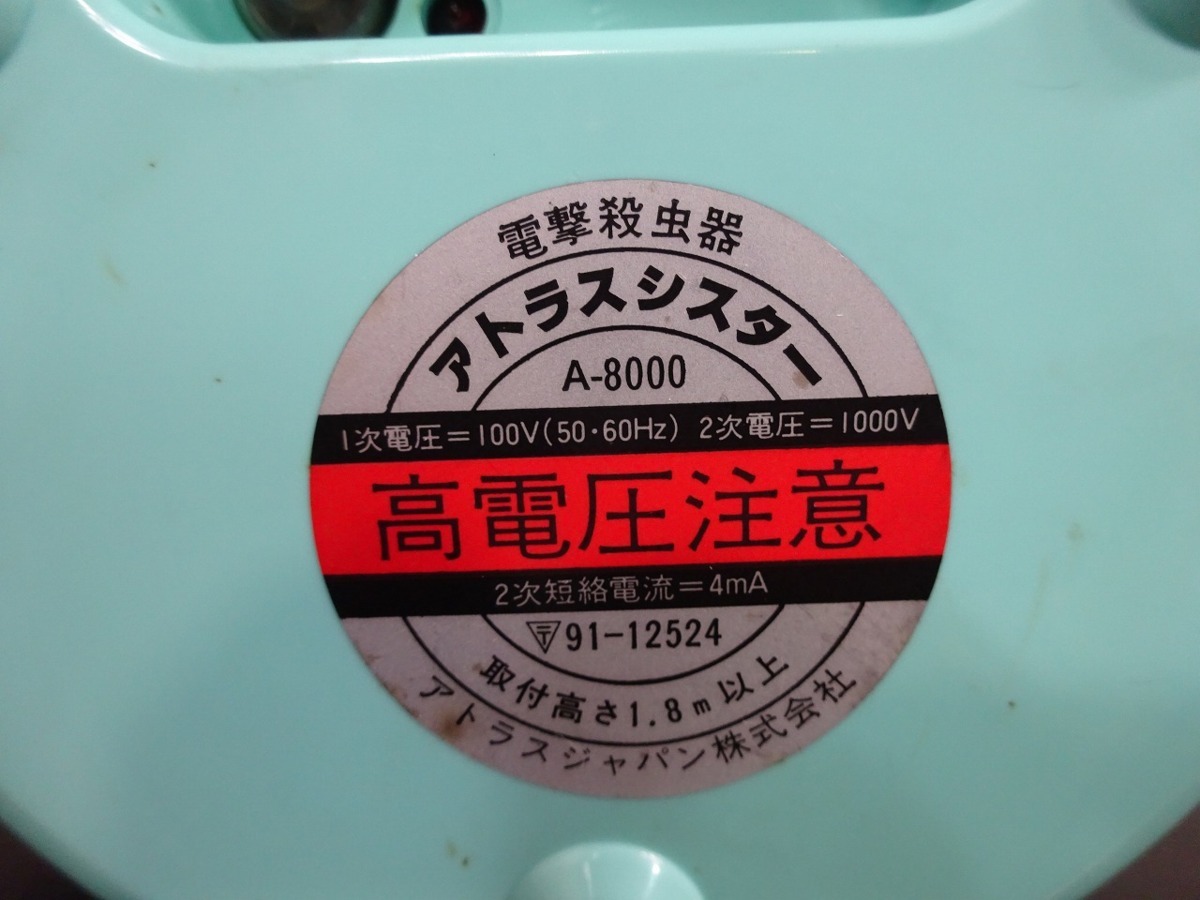 電撃殺虫器
アトラスシスター
A-8000
1次電圧=100V(50・60Hz) 2次電圧=1000V
高電圧注意
2次短絡電流=4mA
〒91-12524
取付高さ1.8m以上
アトラスジャパン株式会社